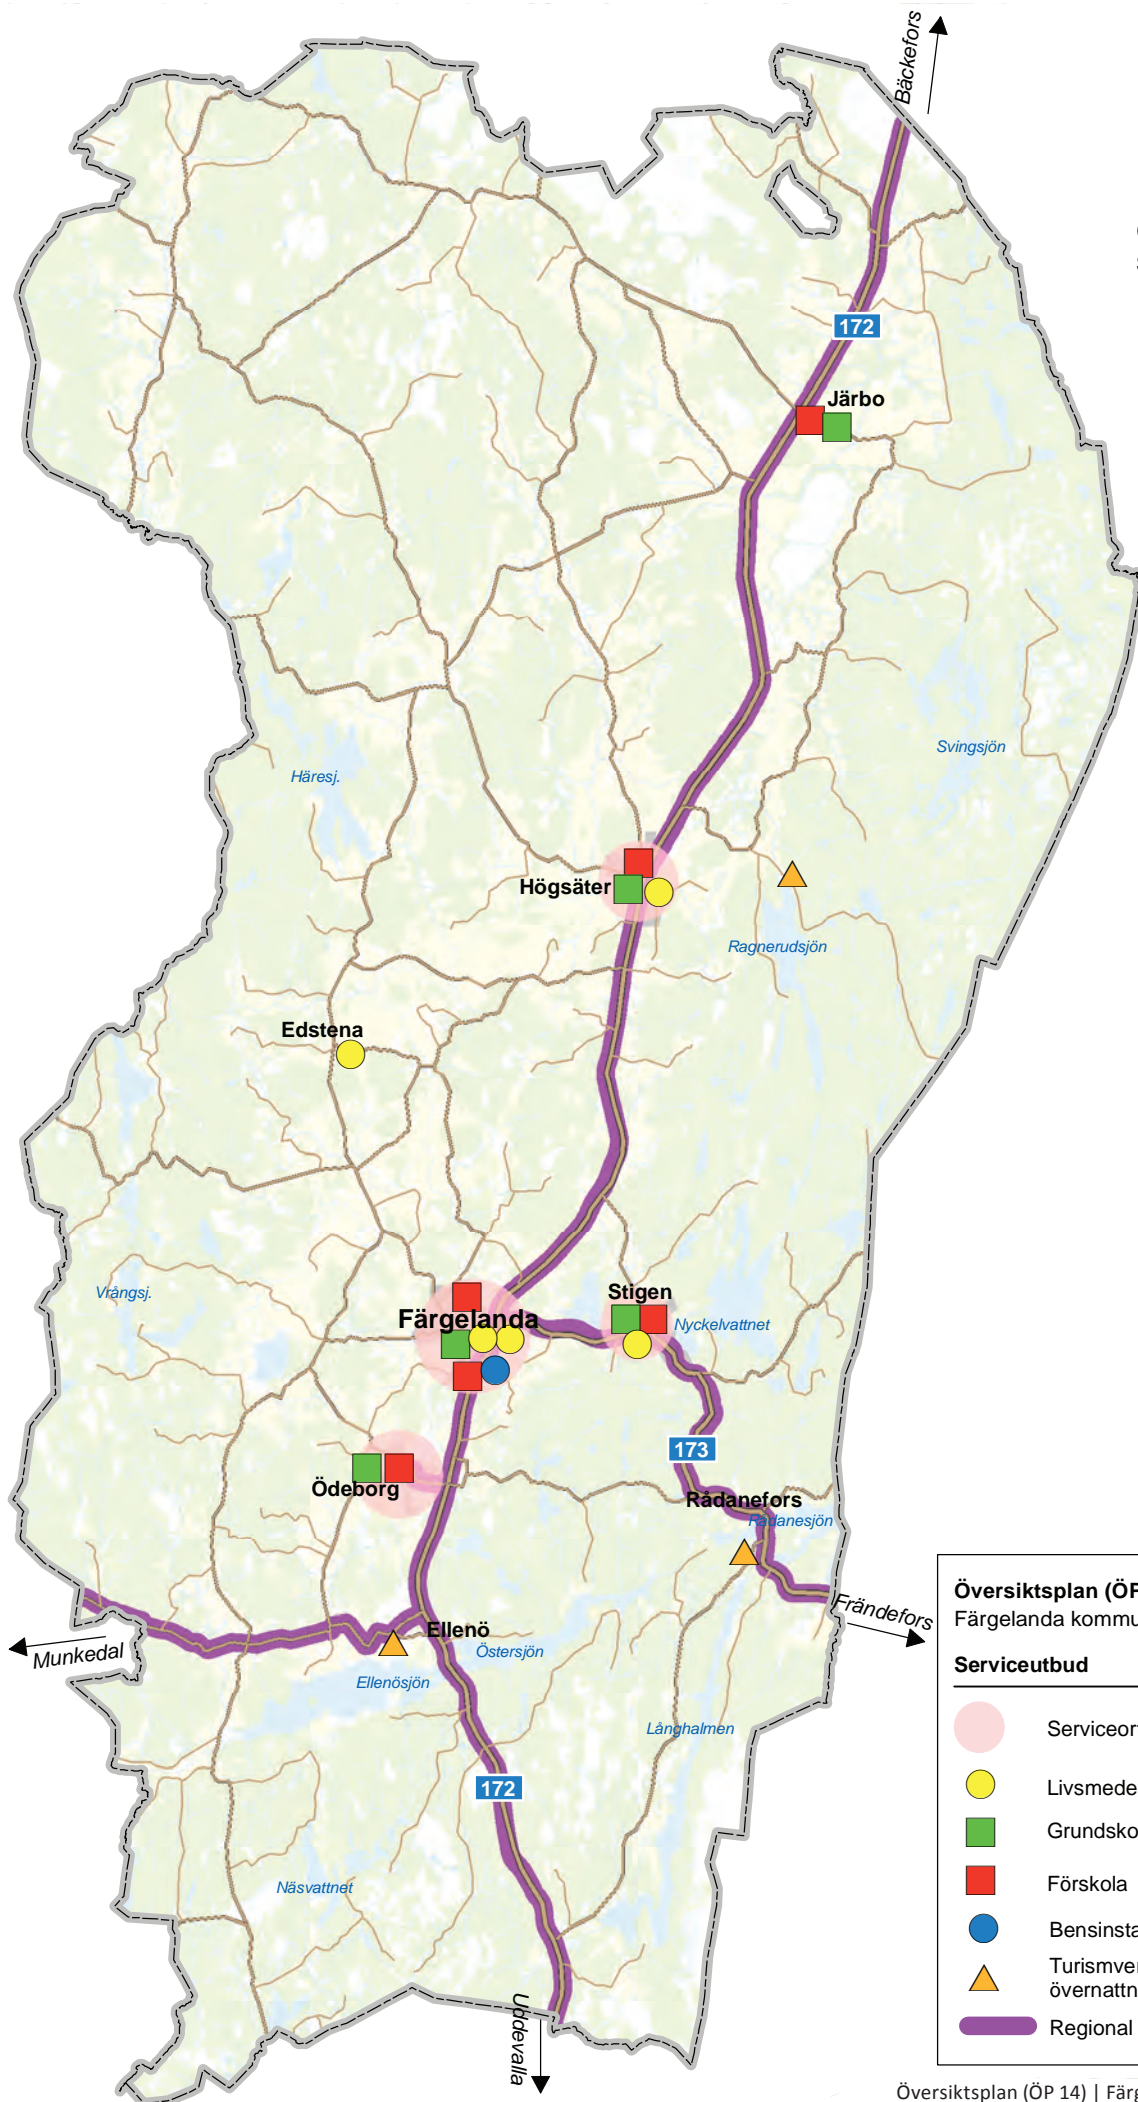 Bäckefors
172
Järbo
Svingsjön
Häresj.
Högsäter
Ragnerudsjön
Edstena
Vrångsj.
Stigen
Färgelanda
Nyckelvattnet
173
Ödeborg
Rådanefors
Rådanesjön
Frändefors
Munkedal
Ellenö
Östersjön
Ellenösjön
Långhalmen
172
Näsvattnet
Uddevalla
Översiktsplan (ÖP
Färgelanda kommu
Serviceutbud
Serviceor
Livsmede
Grundsko
Förskola
Bensinsta
Turismver
övernattn
Regional
Översiktsplan (ÖP 14) | Färg